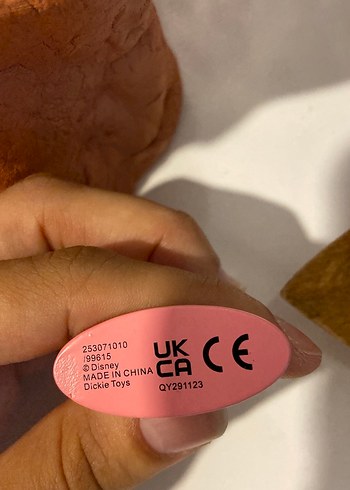 253071010
/99615
© Disney
MADE IN CHINA
Dickie Toys
UK
CA
CE
QY291123